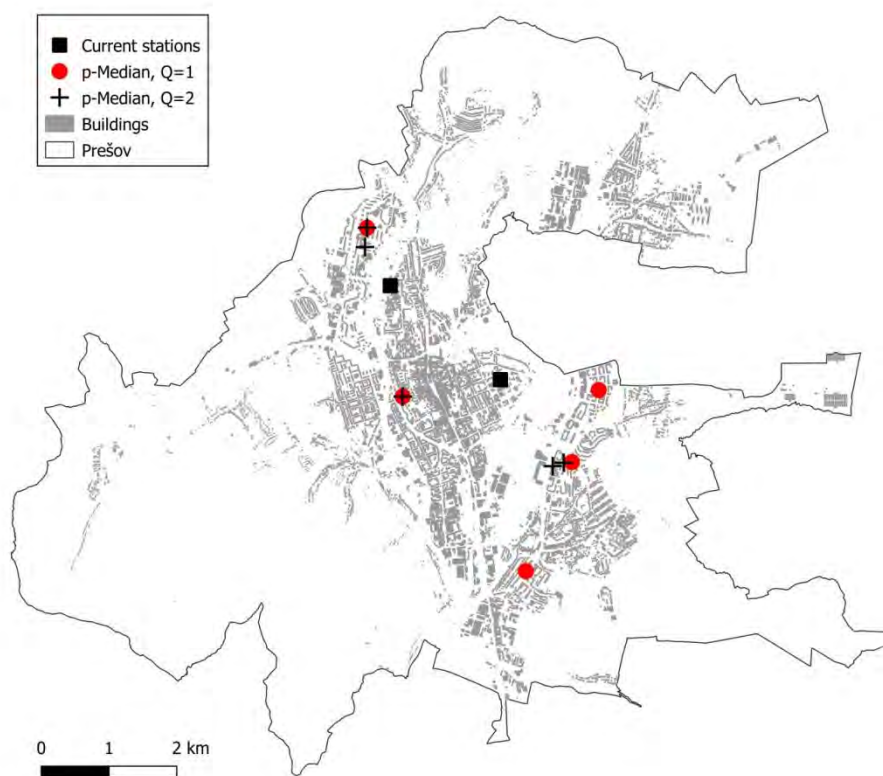 Current stations
p-Median, Q=1
p-Median, Q=2
Buildings
Prešov
0 1 2 km